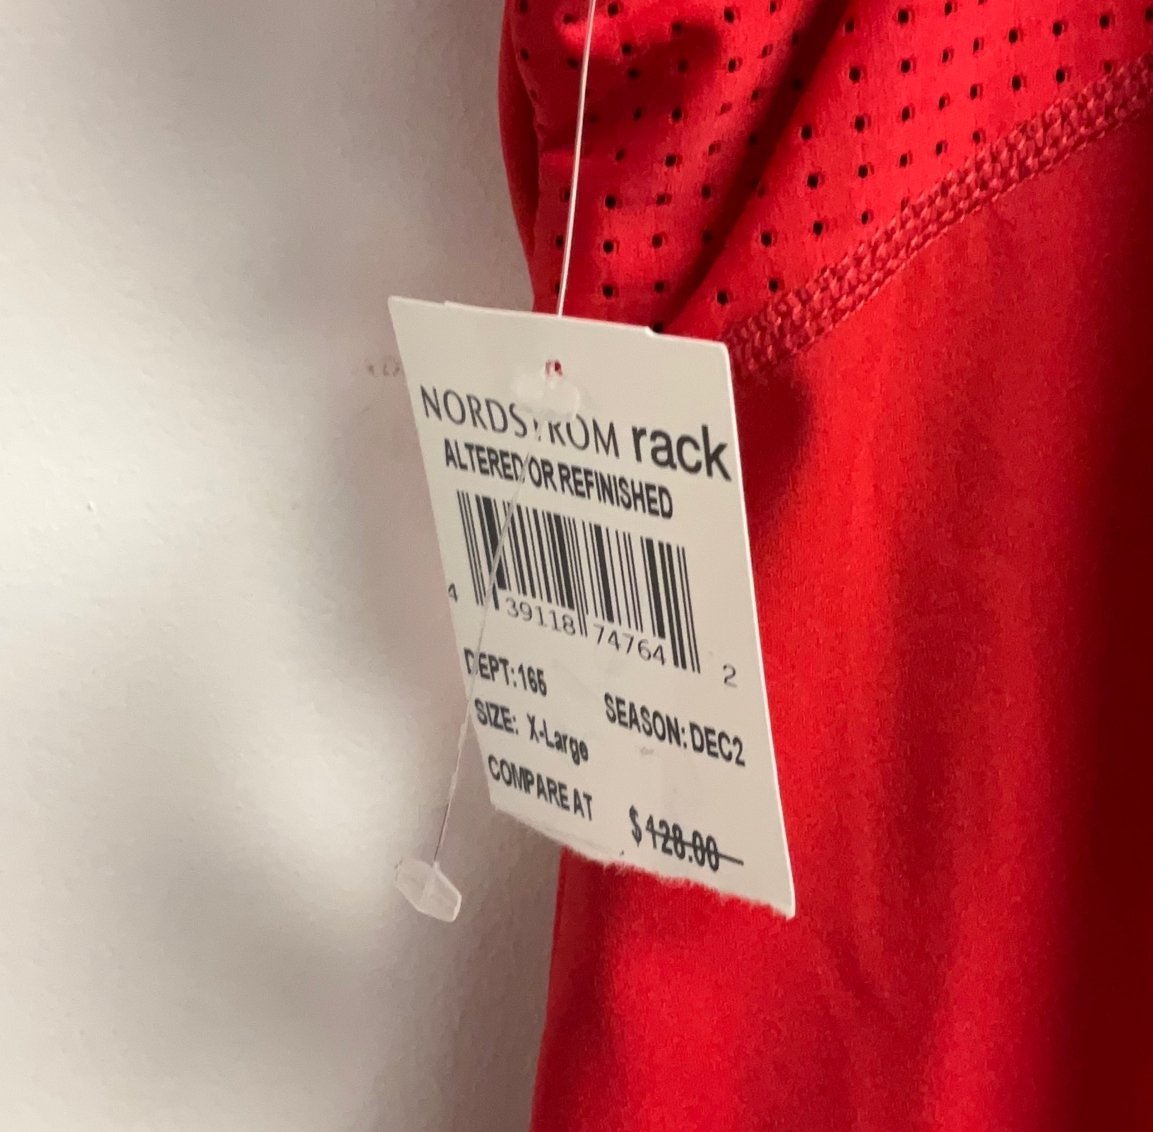 NORDSTROM rack
ALTERED OR REFINISHED
4 39118 74764 2
DEPT:165
SEASON: DEC2
SIZE: X-Large
COMPARE AT $128.00